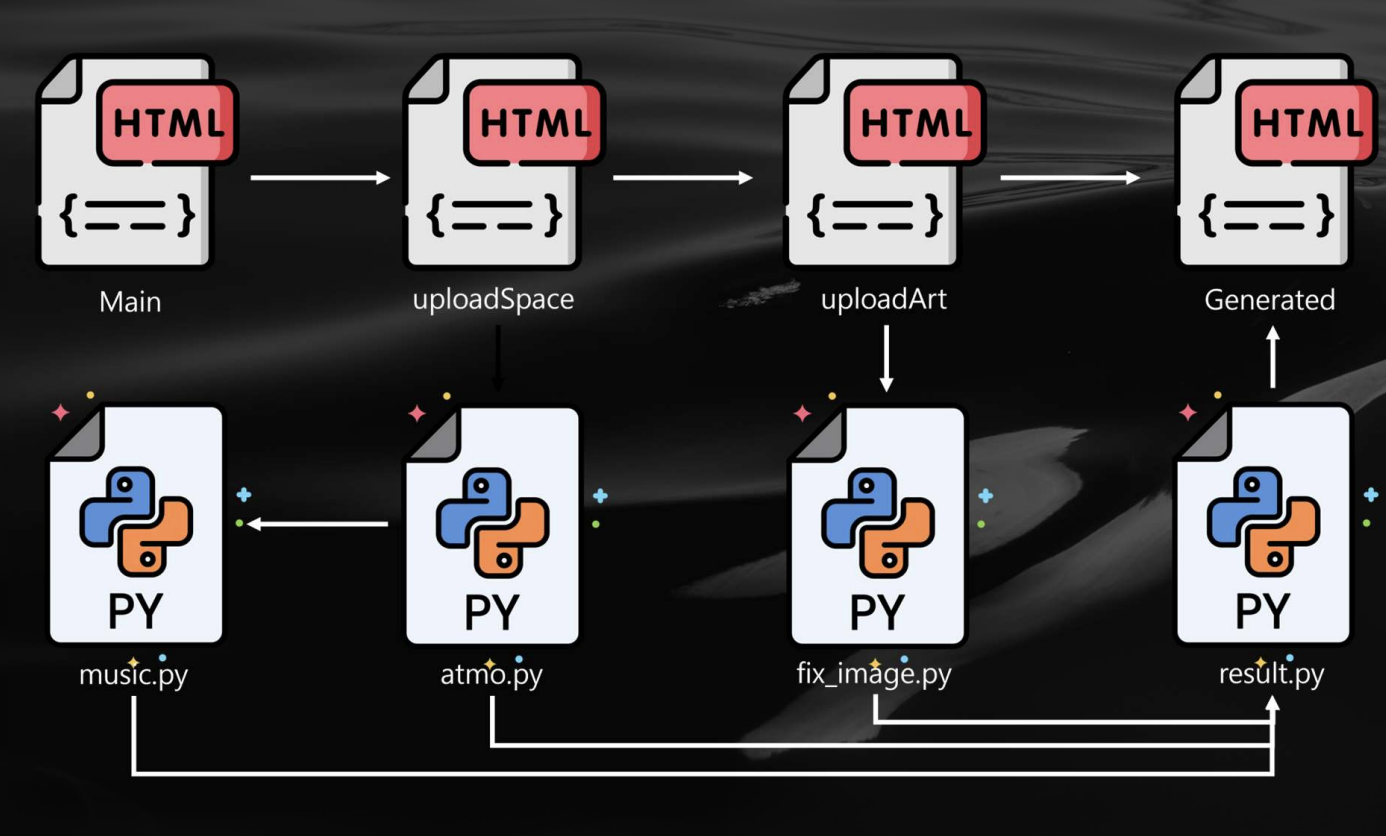 HTML HTML HTML HTML
{== ==} {== ==} {== ==} {== ==}
Main uploadSpace uploadArt Generated
PY PY PY PY
music.py atmo.py fix_image.py result.py